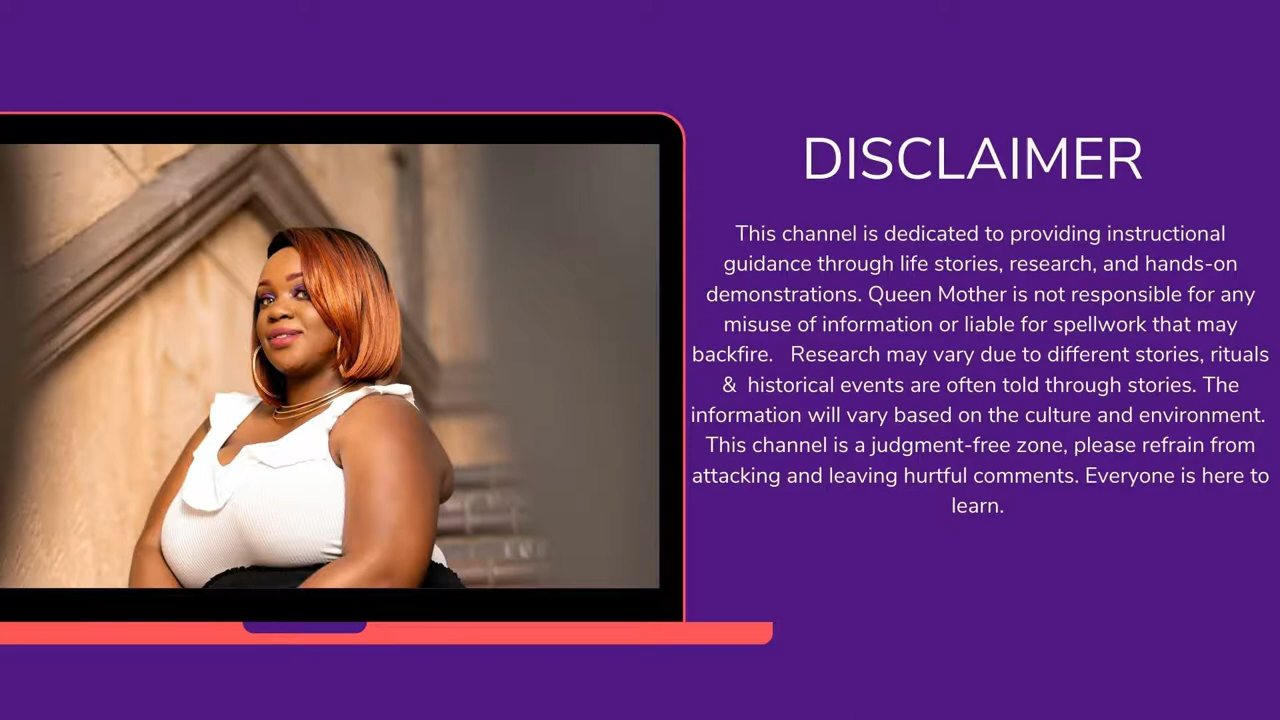 DISCLAIMER
This channel is dedicated to providing instructional
guidance through life stories, research, and hands-on
demonstrations. Queen Mother is not responsible for any
misuse of information or liable for spellwork that may
backfire.   Research may vary due to different stories, rituals
&  historical events are often told through stories. The
information will vary based on the culture and environment.
This channel is a judgment-free zone, please refrain from
attacking and leaving hurtful comments. Everyone is here to
learn.